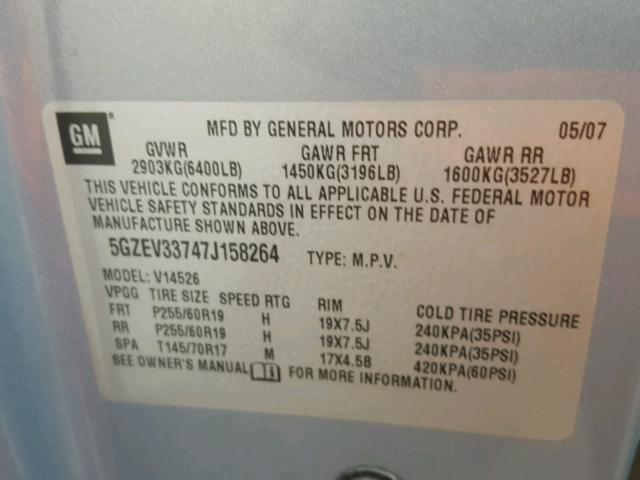 GM
MFD BY GENERAL MOTORS CORP. 05/07
GVWR GAWR FRT GAWR RR
2903KG(6400LB) 1450KG(3196LB) 1600KG(3527LB)
THIS VEHICLE CONFORMS TO ALL APPLICABLE U.S. FEDERAL MOTOR
VEHICLE SAFETY STANDARDS IN EFFECT ON THE DATE OF
MANUFACTURE SHOWN ABOVE.
5GZEV33747J158264 TYPE: M.P.V.
MODEL: V14526
VPGG TIRE SIZE SPEED RTG RIM COLD TIRE PRESSURE
FRT P255/60R19 H 19X7.5J 240KPA(35PSI)
RR P255/60R19 H 19X7.5J 240KPA(35PSI)
SPA T145/70R17 M 17X4.5B 420KPA(60PSI)
SEE OWNER'S MANUAL FOR MORE INFORMATION.